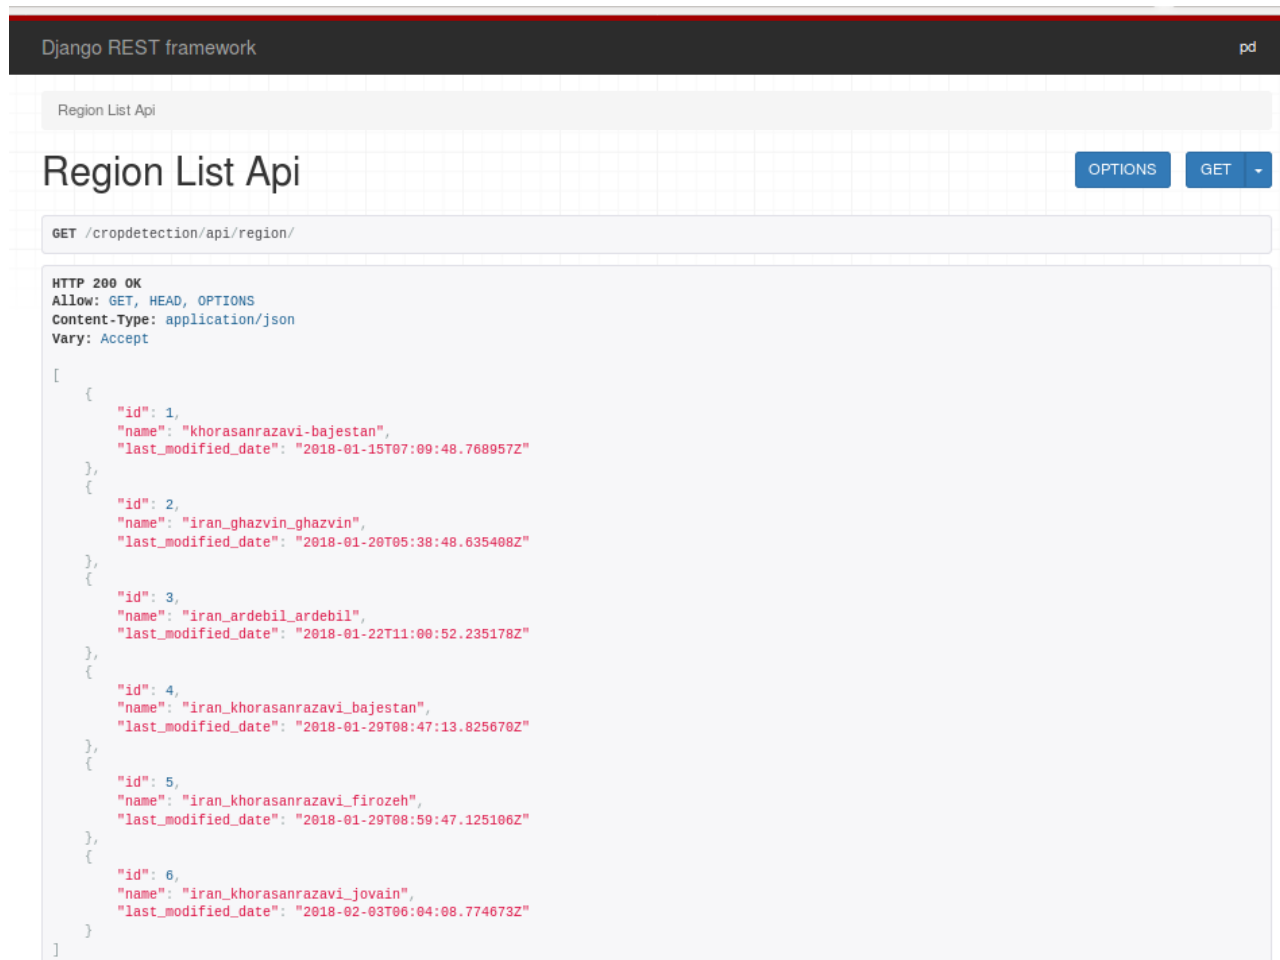 Django REST framework
pd
Region List Api
Region List Api
OPTIONS
GET
GET /cropdetection/api/region/
HTTP 200 OK
Allow: GET, HEAD, OPTIONS
Content-Type: application/json
Vary: Accept
[
    {
        "id": 1,
        "name": "khorasanrazavi-bajestan",
        "last_modified_date": "2018-01-15T07:09:48.768957Z"
    },
    {
        "id": 2,
        "name": "iran_ghazvin_ghazvin",
        "last_modified_date": "2018-01-20T05:38:48.635408Z"
    },
    {
        "id": 3,
        "name": "iran_ardebil_ardebil",
        "last_modified_date": "2018-01-22T11:00:52.235178Z"
    },
    {
        "id": 4,
        "name": "iran_khorasanrazavi_bajestan",
        "last_modified_date": "2018-01-29T08:47:13.825670Z"
    },
    {
        "id": 5,
        "name": "iran_khorasanrazavi_firozeh",
        "last_modified_date": "2018-01-29T08:59:47.125106Z"
    },
    {
        "id": 6,
        "name": "iran_khorasanrazavi_jovain",
        "last_modified_date": "2018-02-03T06:04:08.774673Z"
    }
]